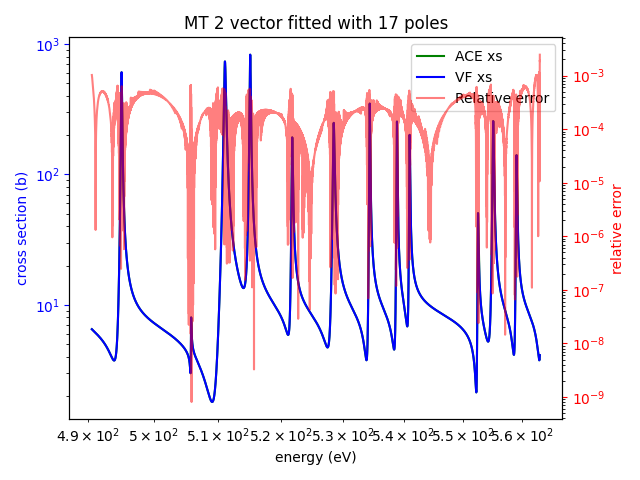 MT 2 vector fitted with 17 poles
ACE xs
VF xs
Relative error
cross section (b)
10³
10²
10¹
relative error
10⁻³
10⁻⁴
10⁻⁵
10⁻⁶
10⁻⁷
10⁻⁸
10⁻⁹
4.9 × 10² 5 × 10² 5.1 × 10² 5.2 × 10² 5.3 × 10² 5.4 × 10² 5.5 × 10² 5.6 × 10²
energy (eV)